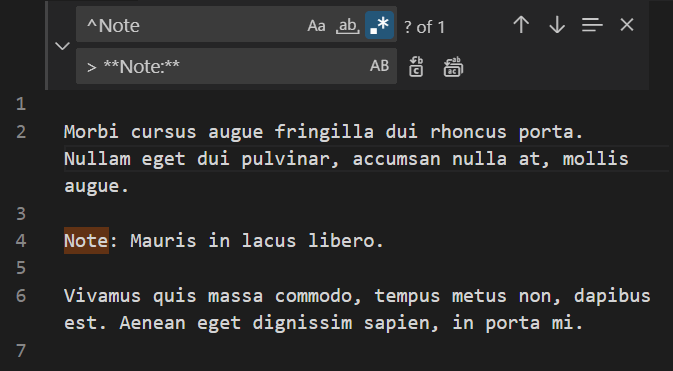 ^Note Aa ab .* ? of 1
> **Note:** AB
1
2 Morbi cursus augue fringilla dui rhoncus porta.
Nullam eget dui pulvinar, accumsan nulla at, mollis
augue.
3
4 Note: Mauris in lacus libero.
5
6 Vivamus quis massa commodo, tempus metus non, dapibus
est. Aenean eget dignissim sapien, in porta mi.
7